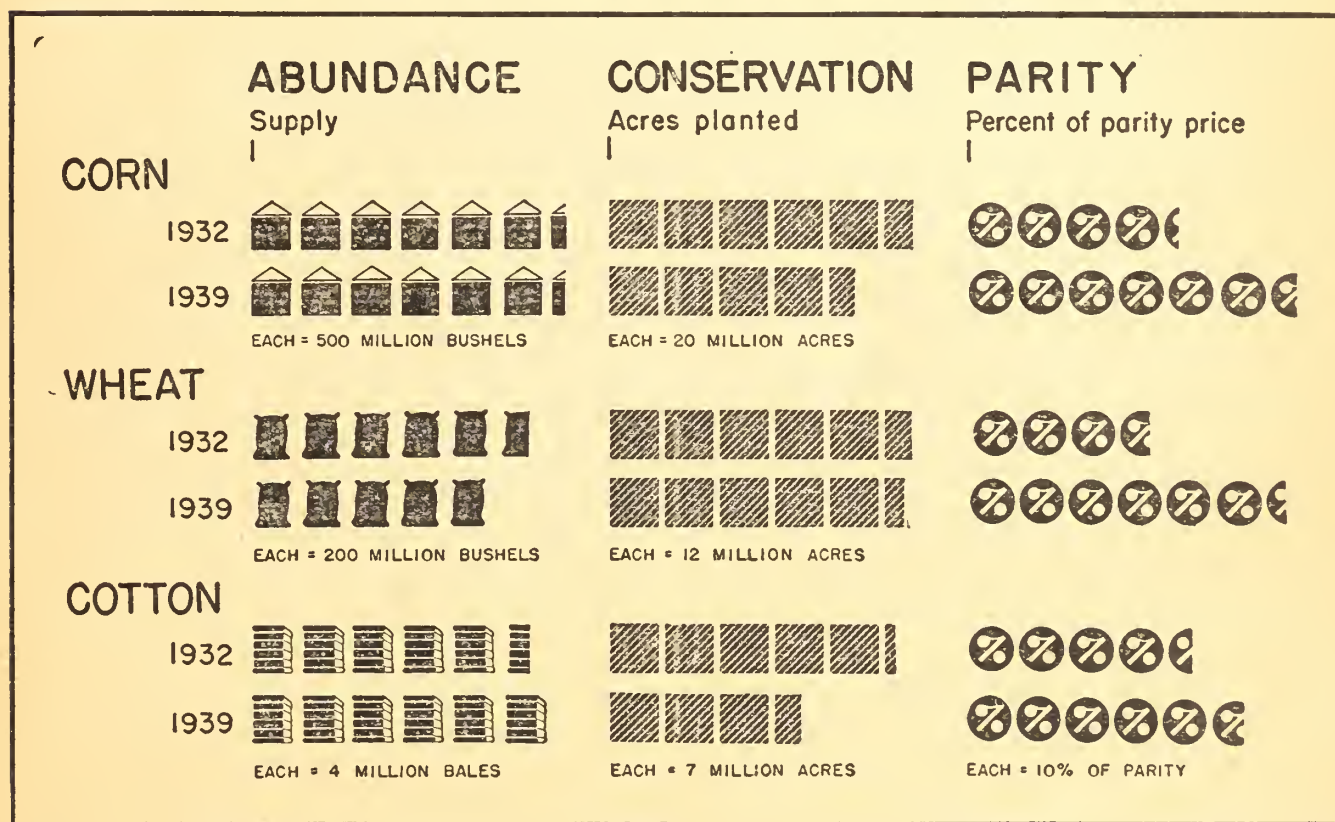 ABUNDANCE CONSERVATION PARITY
Supply Acres planted Percent of parity price
CORN
1932
1939
EACH = 500 MILLION BUSHELS EACH = 20 MILLION ACRES
WHEAT
1932
1939
EACH = 200 MILLION BUSHELS EACH = 12 MILLION ACRES
COTTON
1932
1939
EACH = 4 MILLION BALES EACH = 7 MILLION ACRES EACH = 10% OF PARITY